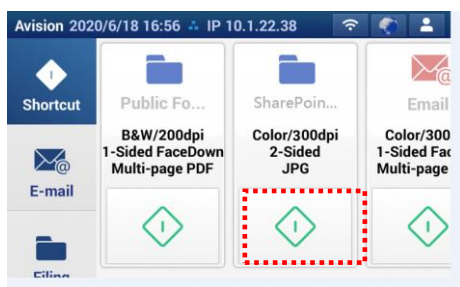 Avision 2020/6/18 16:56 IP 10.1.22.38
Shortcut
E-mail
Filing
Public Fo...
B&W/200dpi
1-Sided FaceDown
Multi-page PDF
SharePoin...
Color/300dpi
2-Sided
JPG
Email
Color/300
1-Sided Fac
Multi-page